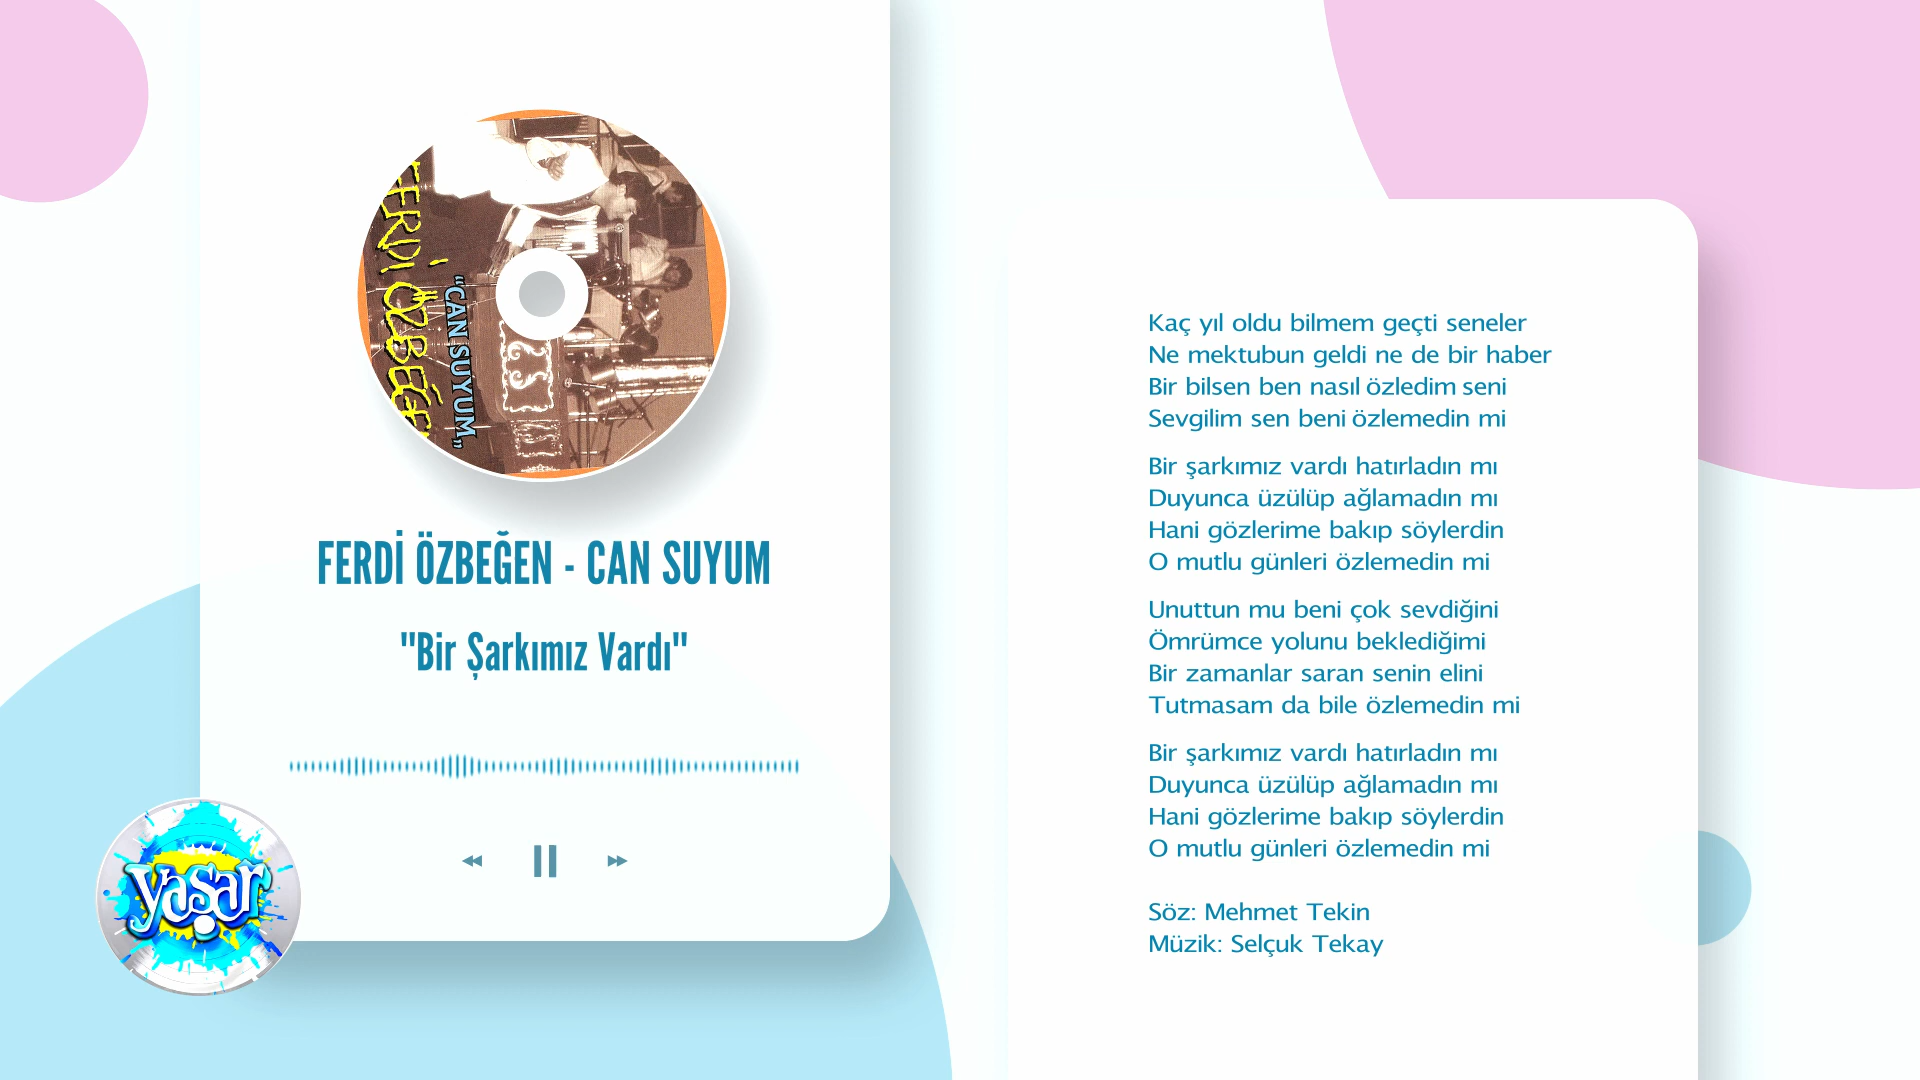 FERDİ ÖZBEĞEN
"CAN SUYUM"
FERDİ ÖZBEĞEN - CAN SUYUM
"Bir Şarkımız Vardı"
yaşar
Kaç yıl oldu bilmem geçti seneler
Ne mektubun geldi ne de bir haber
Bir bilsen ben nasıl özledim seni
Sevgilim sen beni özlemedin mi
Bir şarkımız vardı hatırladın mı
Duyunca üzülüp ağlamadın mı
Hani gözlerime bakıp söylerdin
O mutlu günleri özlemedin mi
Unuttun mu beni çok sevdiğini
Ömrümce yolunu beklediğimi
Bir zamanlar saran senin elini
Tutmasam da bile özlemedin mi
Bir şarkımız vardı hatırladın mı
Duyunca üzülüp ağlamadın mı
Hani gözlerime bakıp söylerdin
O mutlu günleri özlemedin mi
Söz: Mehmet Tekin
Müzik: Selçuk Tekay